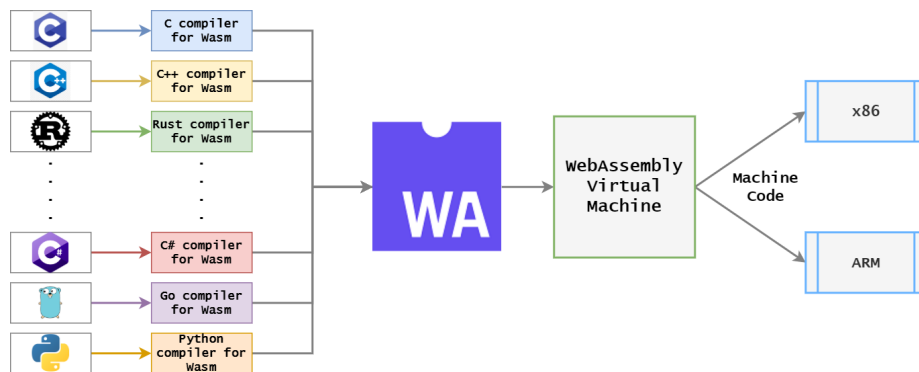 C
C compiler
for Wasm
C++
C++ compiler
for Wasm
R
Rust compiler
for Wasm
C#
C# compiler
for Wasm
Go compiler
for Wasm
Python
compiler for
Wasm
WA
WebAssembly
Virtual
Machine
Machine
Code
x86
ARM